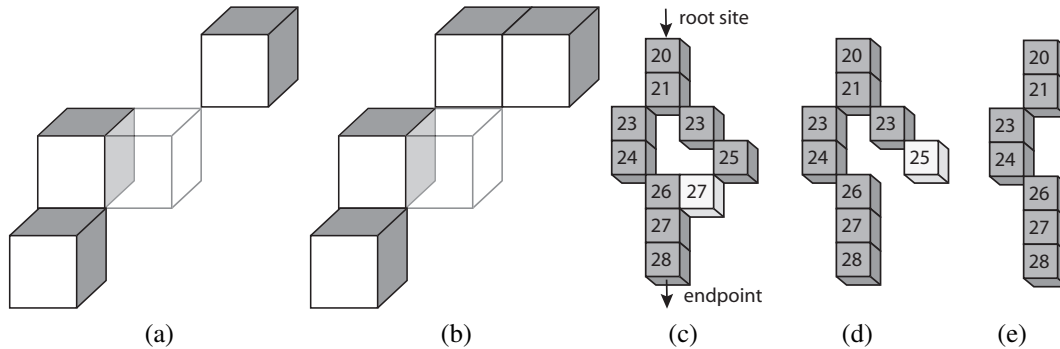 root site
20 20 20
21 21 21
23 23 23 23 23
24 25 24 25 24
26 27 26 26
27 27 27
28 28 28
endpoint
(a) (b) (c) (d) (e)